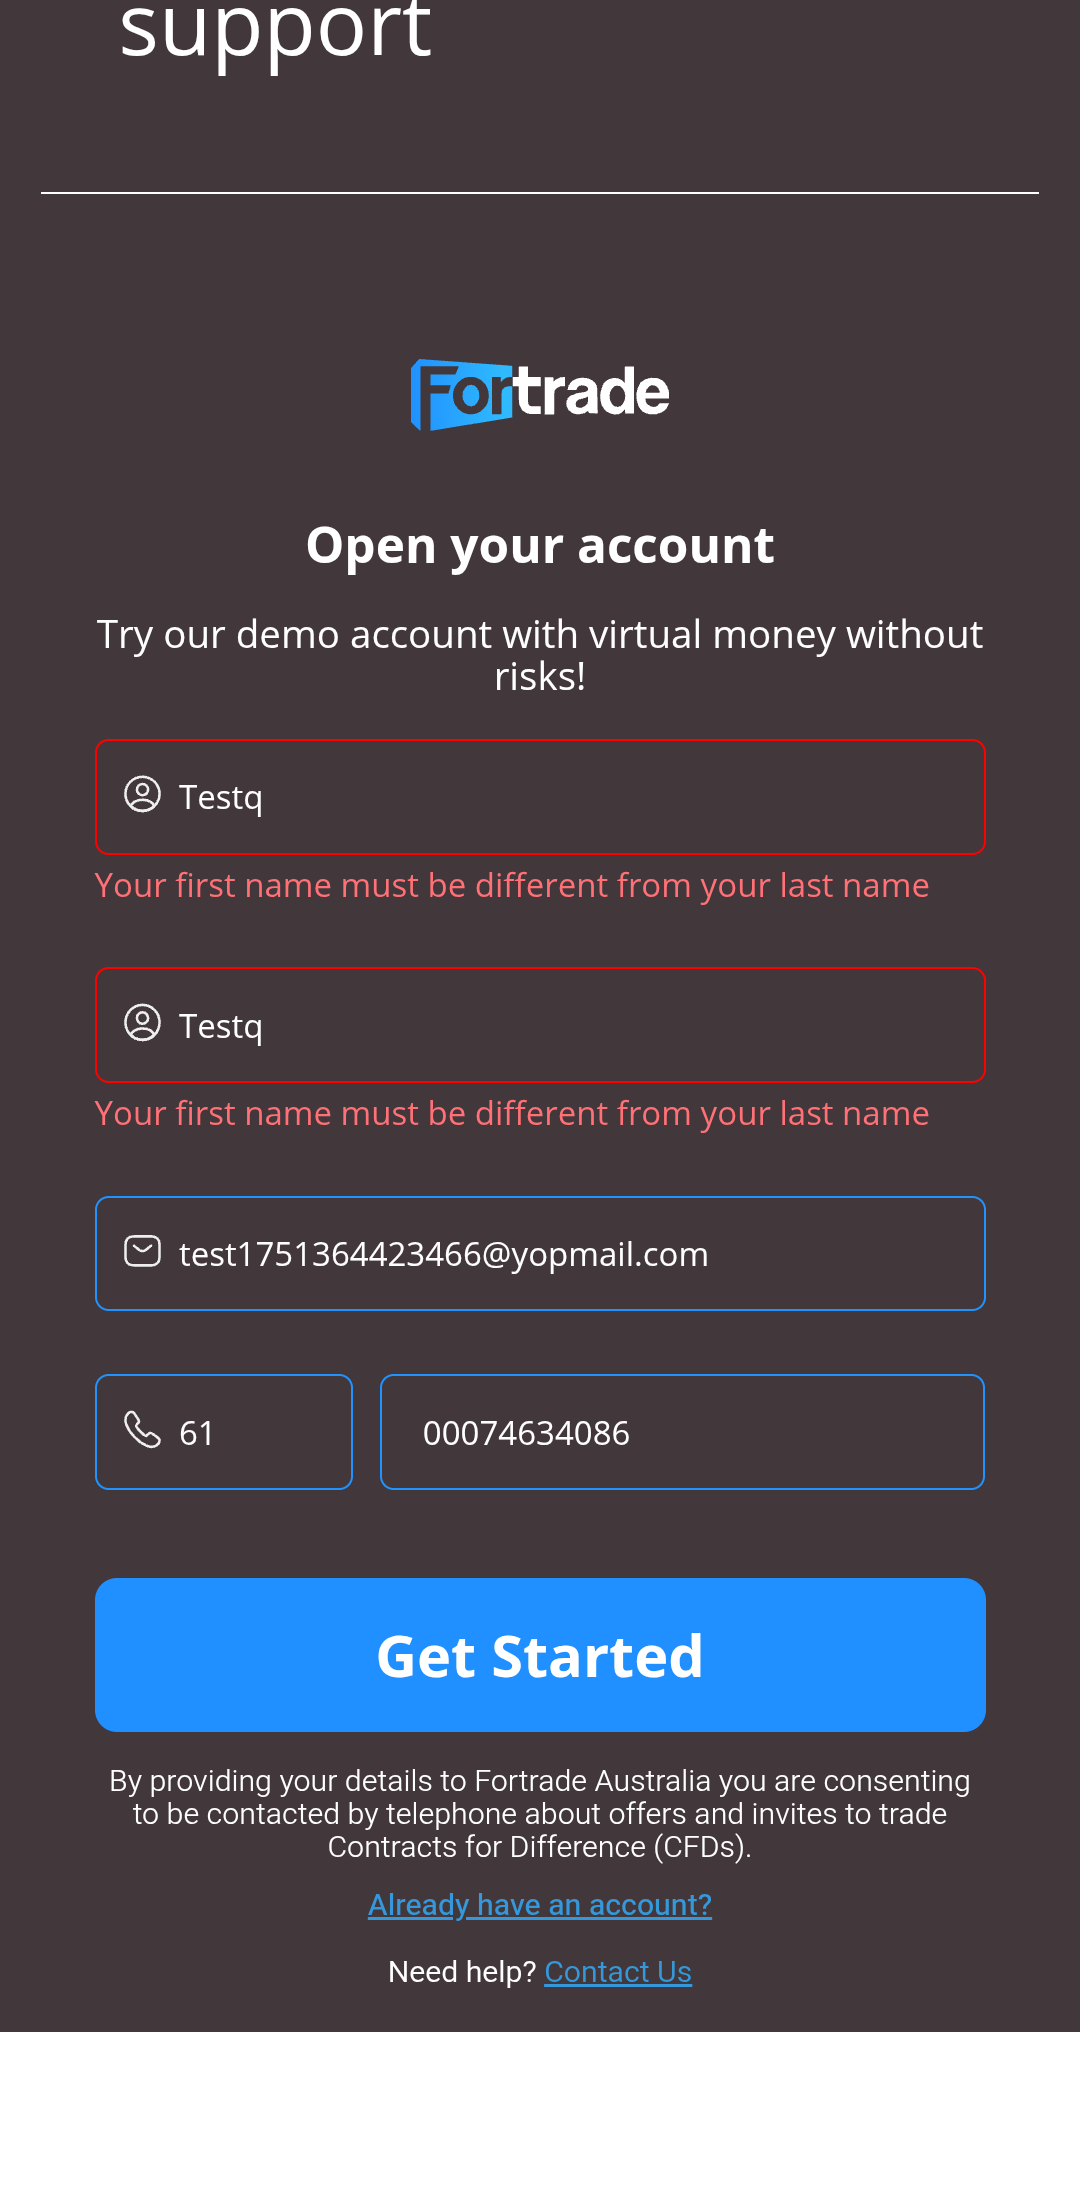 support
Fortrade
Open your account
Try our demo account with virtual money without
risks!
Testq
Your first name must be different from your last name
Testq
Your first name must be different from your last name
test1751364423466@yopmail.com
61
00074634086
Get Started
By providing your details to Fortrade Australia you are consenting
to be contacted by telephone about offers and invites to trade
Contracts for Difference (CFDs).
Already have an account?
Need help? Contact Us